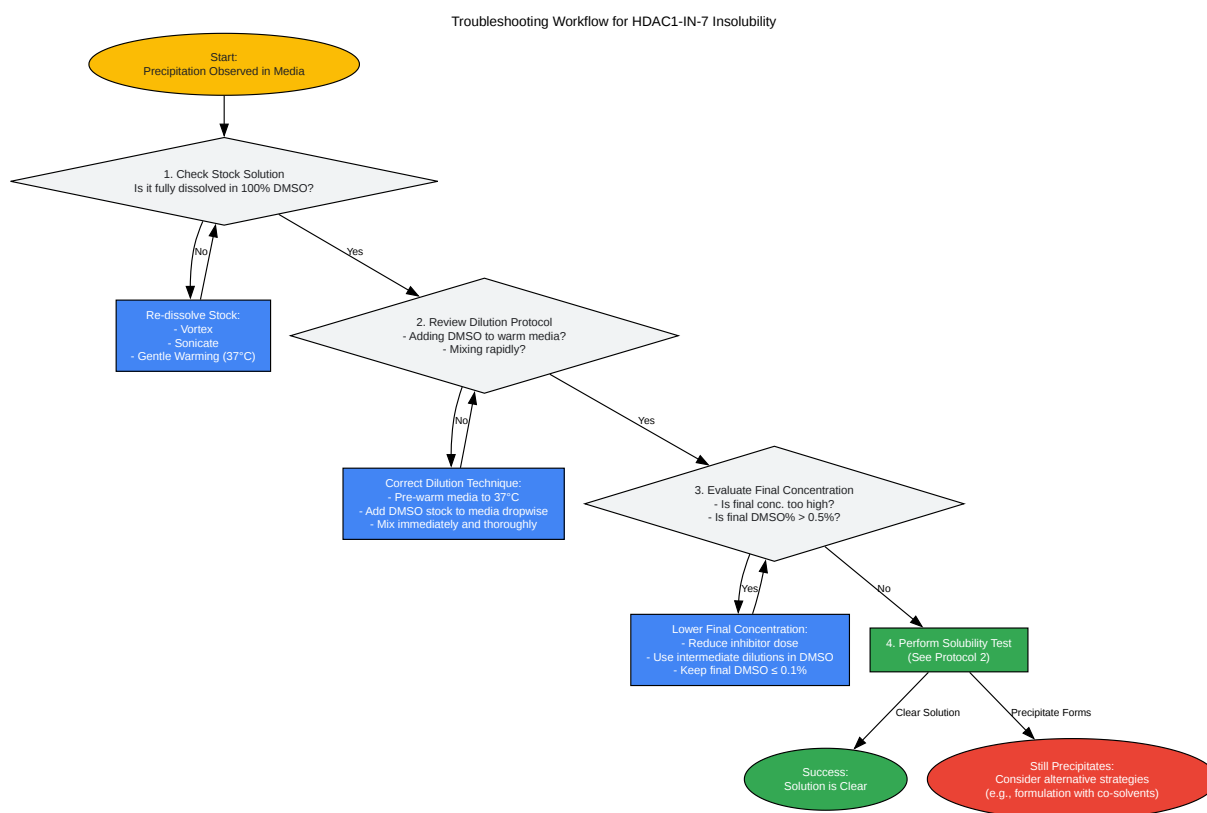 Troubleshooting Workflow for HDAC1-IN-7 Insolubility
Start:
Precipitation Observed in Media
1. Check Stock Solution
Is it fully dissolved in 100% DMSO?
No
Yes
Re-dissolve Stock:
- Vortex
- Sonicate
- Gentle Warming (37°C)
2. Review Dilution Protocol
- Adding DMSO to warm media?
- Mixing rapidly?
No
Yes
Correct Dilution Technique:
- Pre-warm media to 37°C
- Add DMSO stock to media dropwise
- Mix immediately and thoroughly
3. Evaluate Final Concentration
- Is final conc. too high?
- Is final DMSO% > 0.5%?
Yes
No
Lower Final Concentration:
- Reduce inhibitor dose
- Use intermediate dilutions in DMSO
- Keep final DMSO ≤ 0.1%
4. Perform Solubility Test
(See Protocol 2)
Clear Solution
Precipitate Forms
Success:
Solution is Clear
Still Precipitates:
Consider alternative strategies
(e.g., formulation with co-solvents)